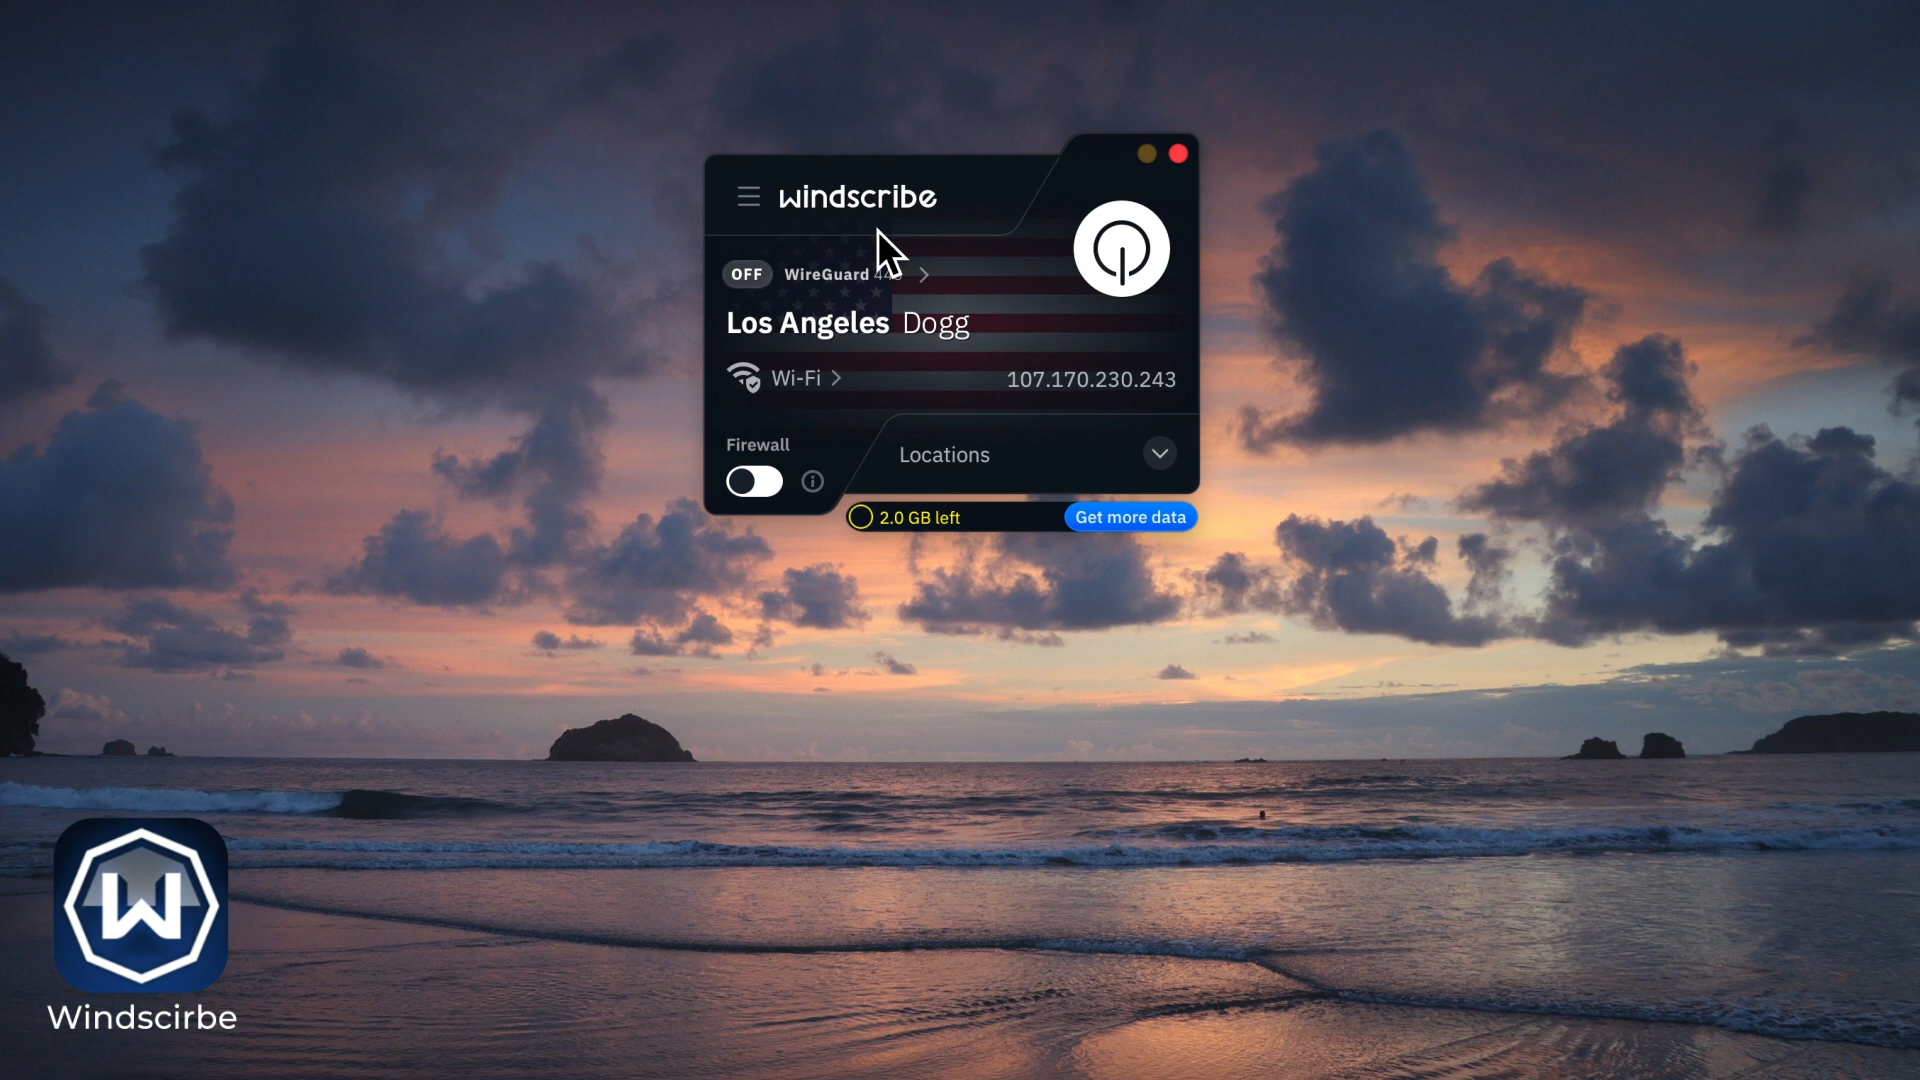 windscribe
OFF WireGuard
Los Angeles Dogg
Wi-Fi 107.170.230.243
Firewall
Locations
2.0 GB left Get more data
Windscirbe